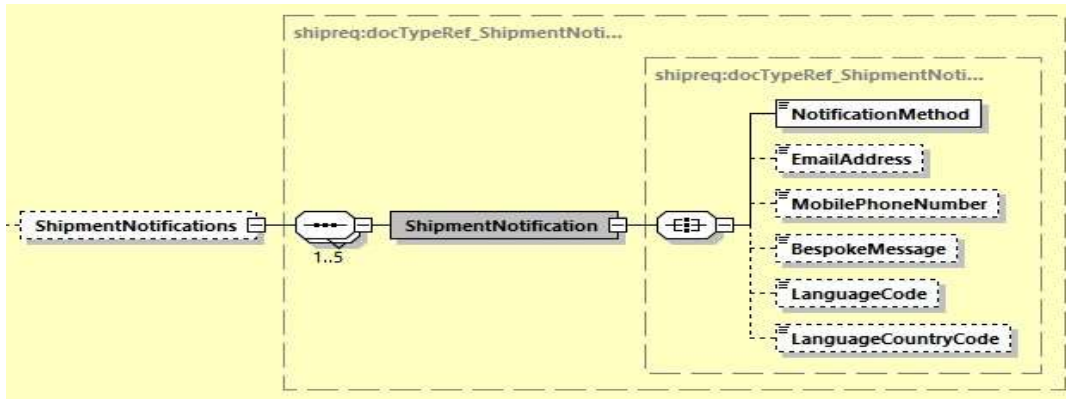 shipreq:docTypeRef_ShipmentNoti...
shipreq:docTypeRef_ShipmentNoti...
NotificationMethod
EmailAddress
MobilePhoneNumber
ShipmentNotifications
ShipmentNotification
1..5
BespokeMessage
LanguageCode
LanguageCountryCode